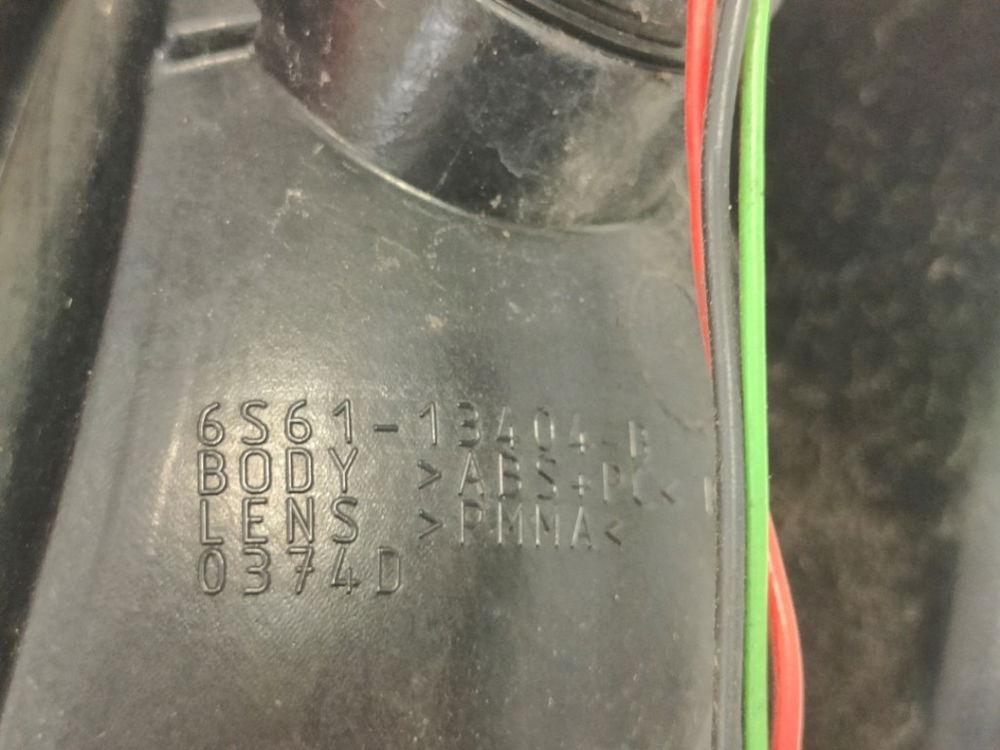 6S61-13404-B
BODY >ABS+PC<
LENS >PMMA<
0374D